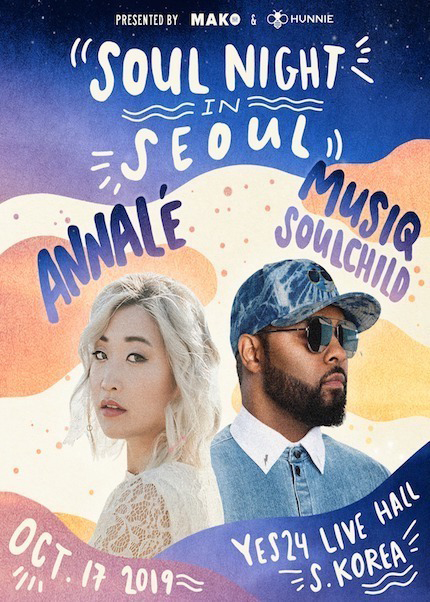 PRESENTED BY MAKO & HUNNIE
"SOUL NIGHT
IN
SEOUL"
ANNALÉ
MUSIQ
SOULCHILD
OCT. 17 2019
YES24 LIVE HALL
S. KOREA